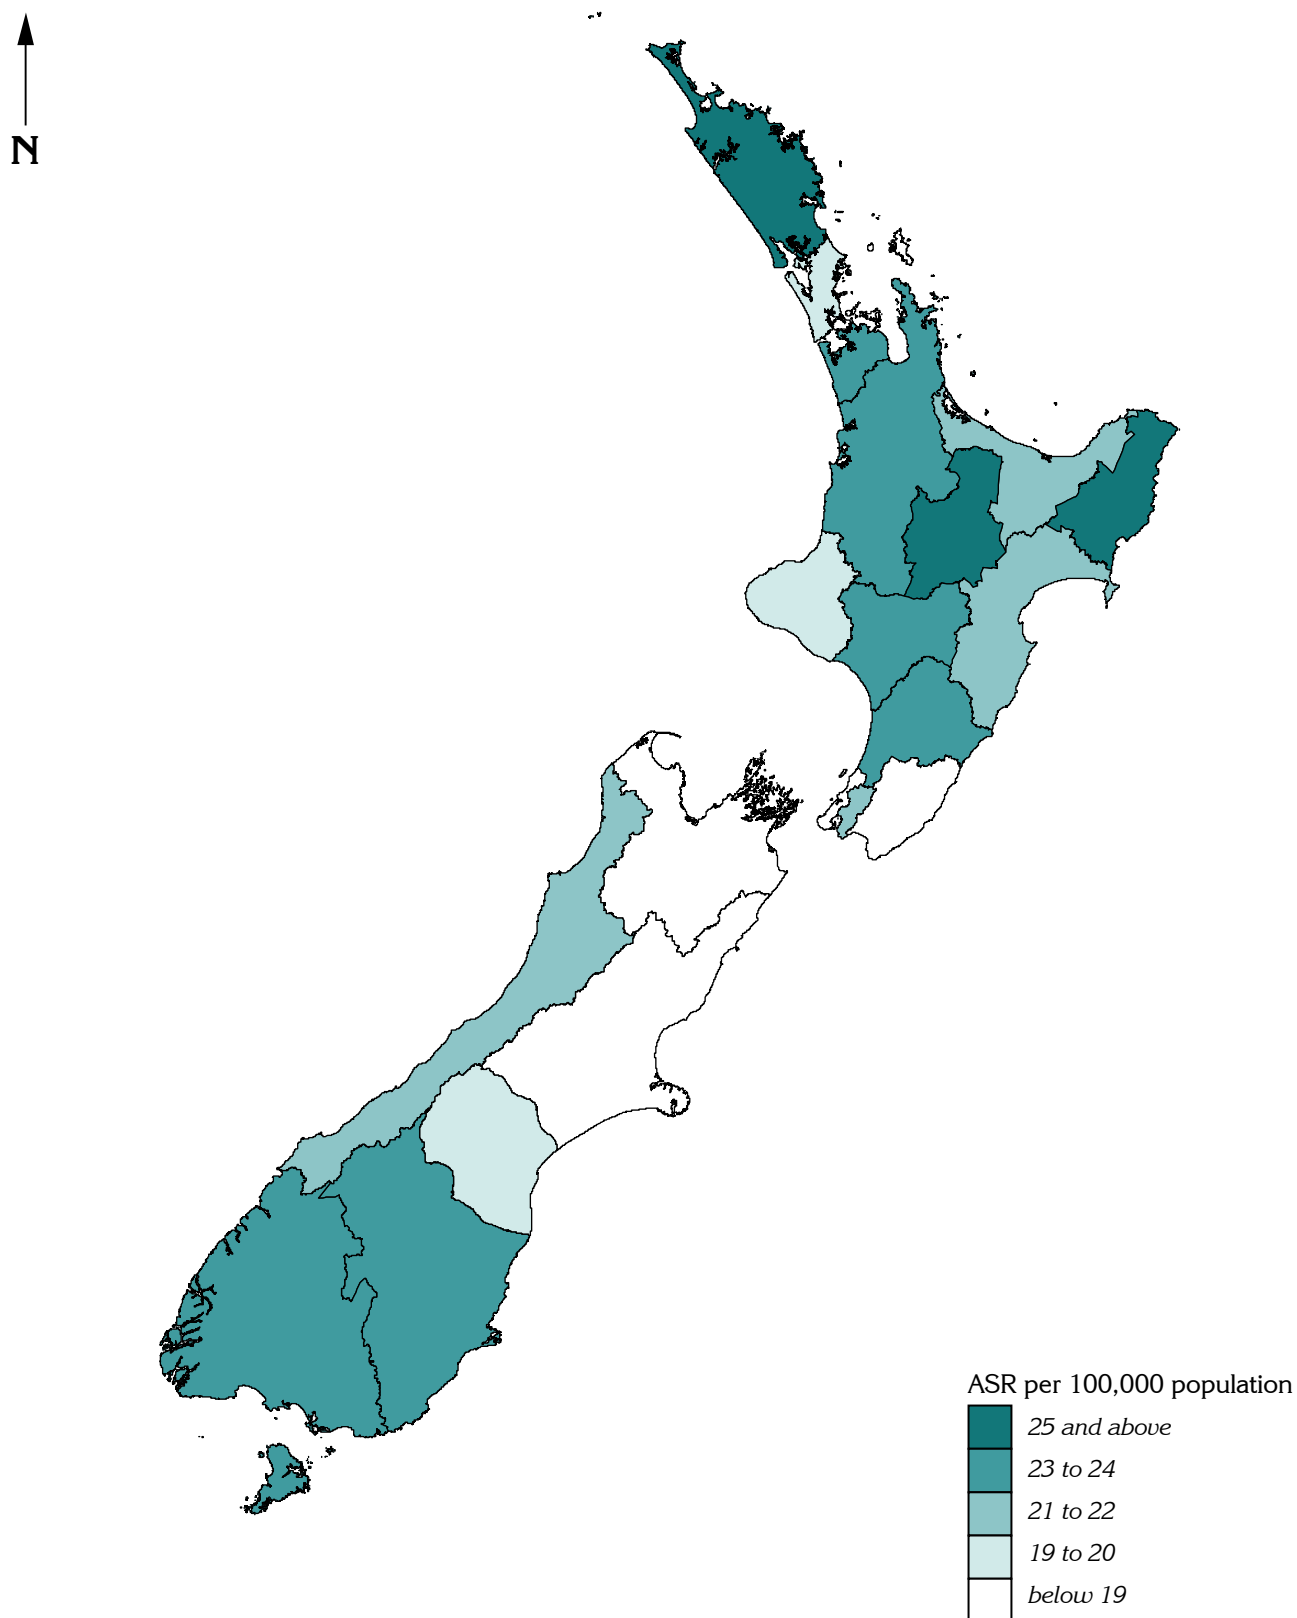 N
ASR per 100,000 population
25 and above
23 to 24
21 to 22
19 to 20
below 19